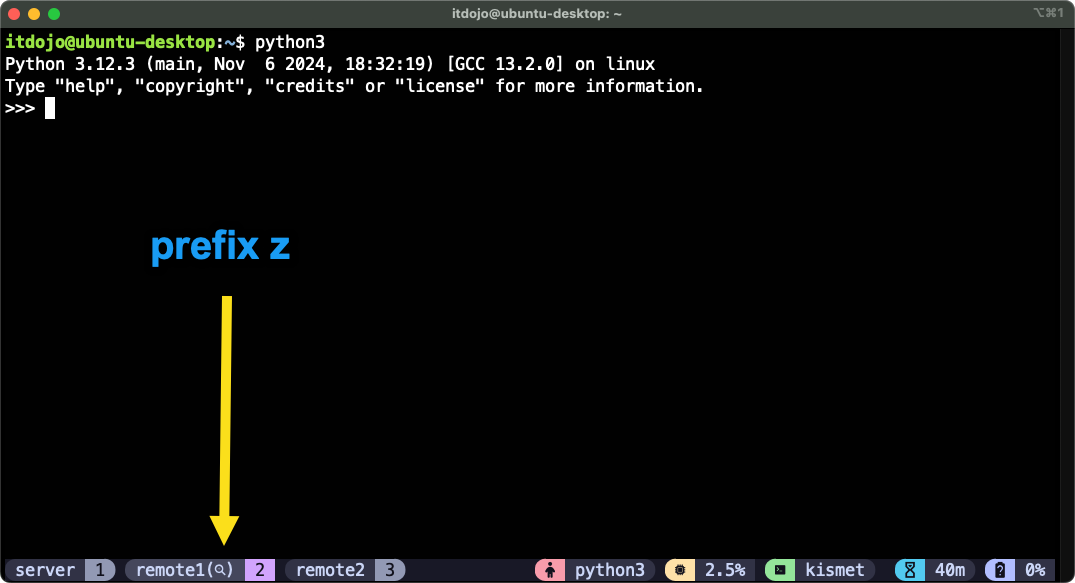 itdojo@ubuntu-desktop: ~
⌥⌘1
itdojo@ubuntu-desktop:~$ python3
Python 3.12.3 (main, Nov  6 2024, 18:32:19) [GCC 13.2.0] on linux
Type "help", "copyright", "credits" or "license" for more information.
>>>
prefix z
server 1 remote1(🔍) 2 remote2 3 python3 2.5% kismet 40m 0%